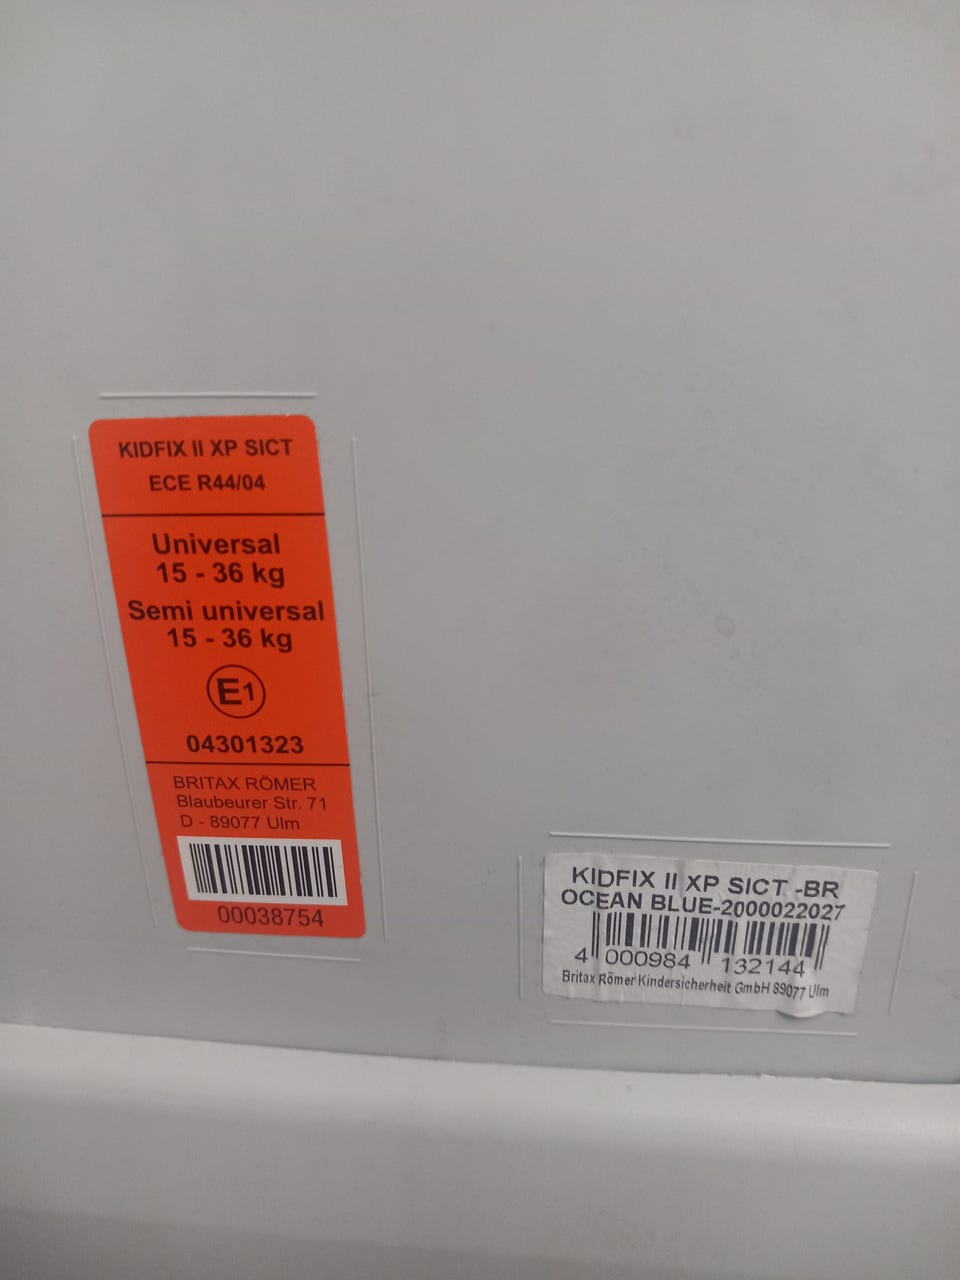 KIDFIX II XP SICT
ECE R44/04
Universal
15 - 36 kg
Semi universal
15 - 36 kg
E1
04301323
BRITAX RÖMER
Blaubeurer Str. 71
D - 89077 Ulm
00038754
KIDFIX II XP SICT -BR
OCEAN BLUE-2000022027
4 000984 132144
Britax Römer Kindersicherheit GmbH 89077 Ulm